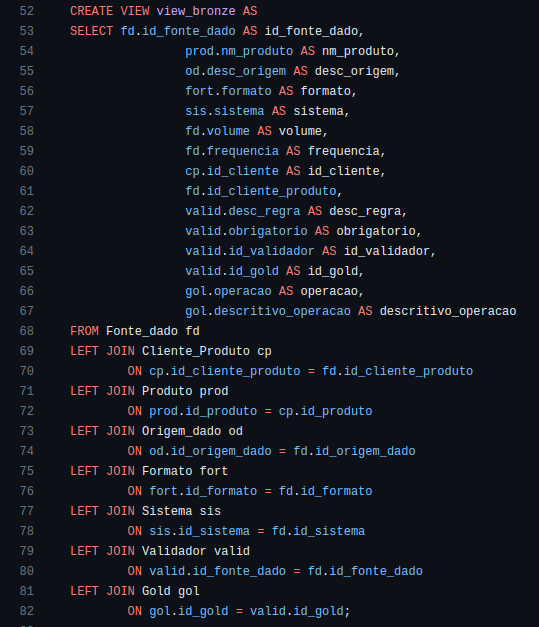 52 CREATE VIEW view_bronze AS
53 SELECT fd.id_fonte_dado AS id_fonte_dado,
54 prod.nm_produto AS nm_produto,
55 od.desc_origem AS desc_origem,
56 fort.formato AS formato,
57 sis.sistema AS sistema,
58 fd.volume AS volume,
59 fd.frequencia AS frequencia,
60 cp.id_cliente AS id_cliente,
61 fd.id_cliente_produto,
62 valid.desc_regra AS desc_regra,
63 valid.obrigatorio AS obrigatorio,
64 valid.id_validador AS id_validador,
65 valid.id_gold AS id_gold,
66 gol.operacao AS operacao,
67 gol.descritivo_operacao AS descritivo_operacao
68 FROM Fonte_dado fd
69 LEFT JOIN Cliente_Produto cp
70 ON cp.id_cliente_produto = fd.id_cliente_produto
71 LEFT JOIN Produto prod
72 ON prod.id_produto = cp.id_produto
73 LEFT JOIN Origem_dado od
74 ON od.id_origem_dado = fd.id_origem_dado
75 LEFT JOIN Formato fort
76 ON fort.id_formato = fd.id_formato
77 LEFT JOIN Sistema sis
78 ON sis.id_sistema = fd.id_sistema
79 LEFT JOIN Validador valid
80 ON valid.id_fonte_dado = fd.id_fonte_dado
81 LEFT JOIN Gold gol
82 ON gol.id_gold = valid.id_gold;